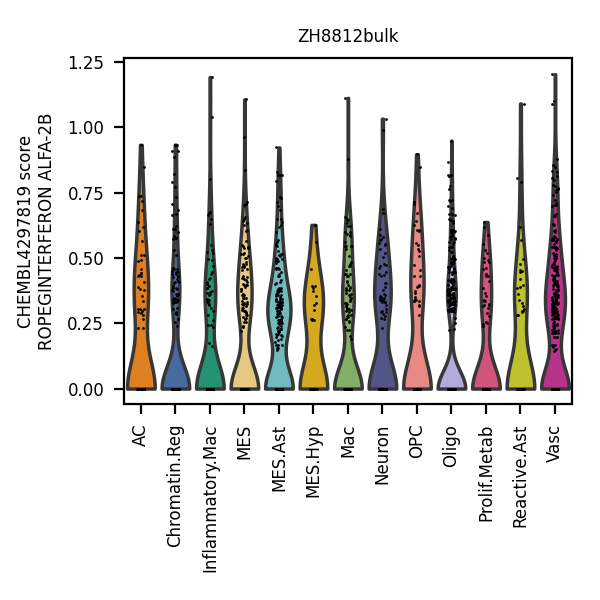 ZH8812bulk
CHEMBL4297819 score
ROPEGINTERFERON ALFA-2B
1.25
1.00
0.75
0.50
0.25
0.00
AC
Chromatin.Reg
Inflammatory.Mac
MES
MES.Ast
MES.Hyp
Mac
Neuron
OPC
Oligo
Prolif.Metab
Reactive.Ast
Vasc